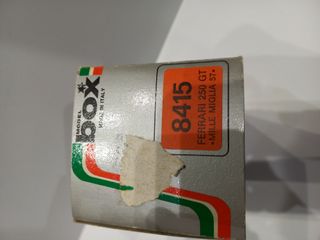 MODEL
box
MADE IN ITALY
8415
FERRARI 250 GT
«MILLE MIGLIA 57»